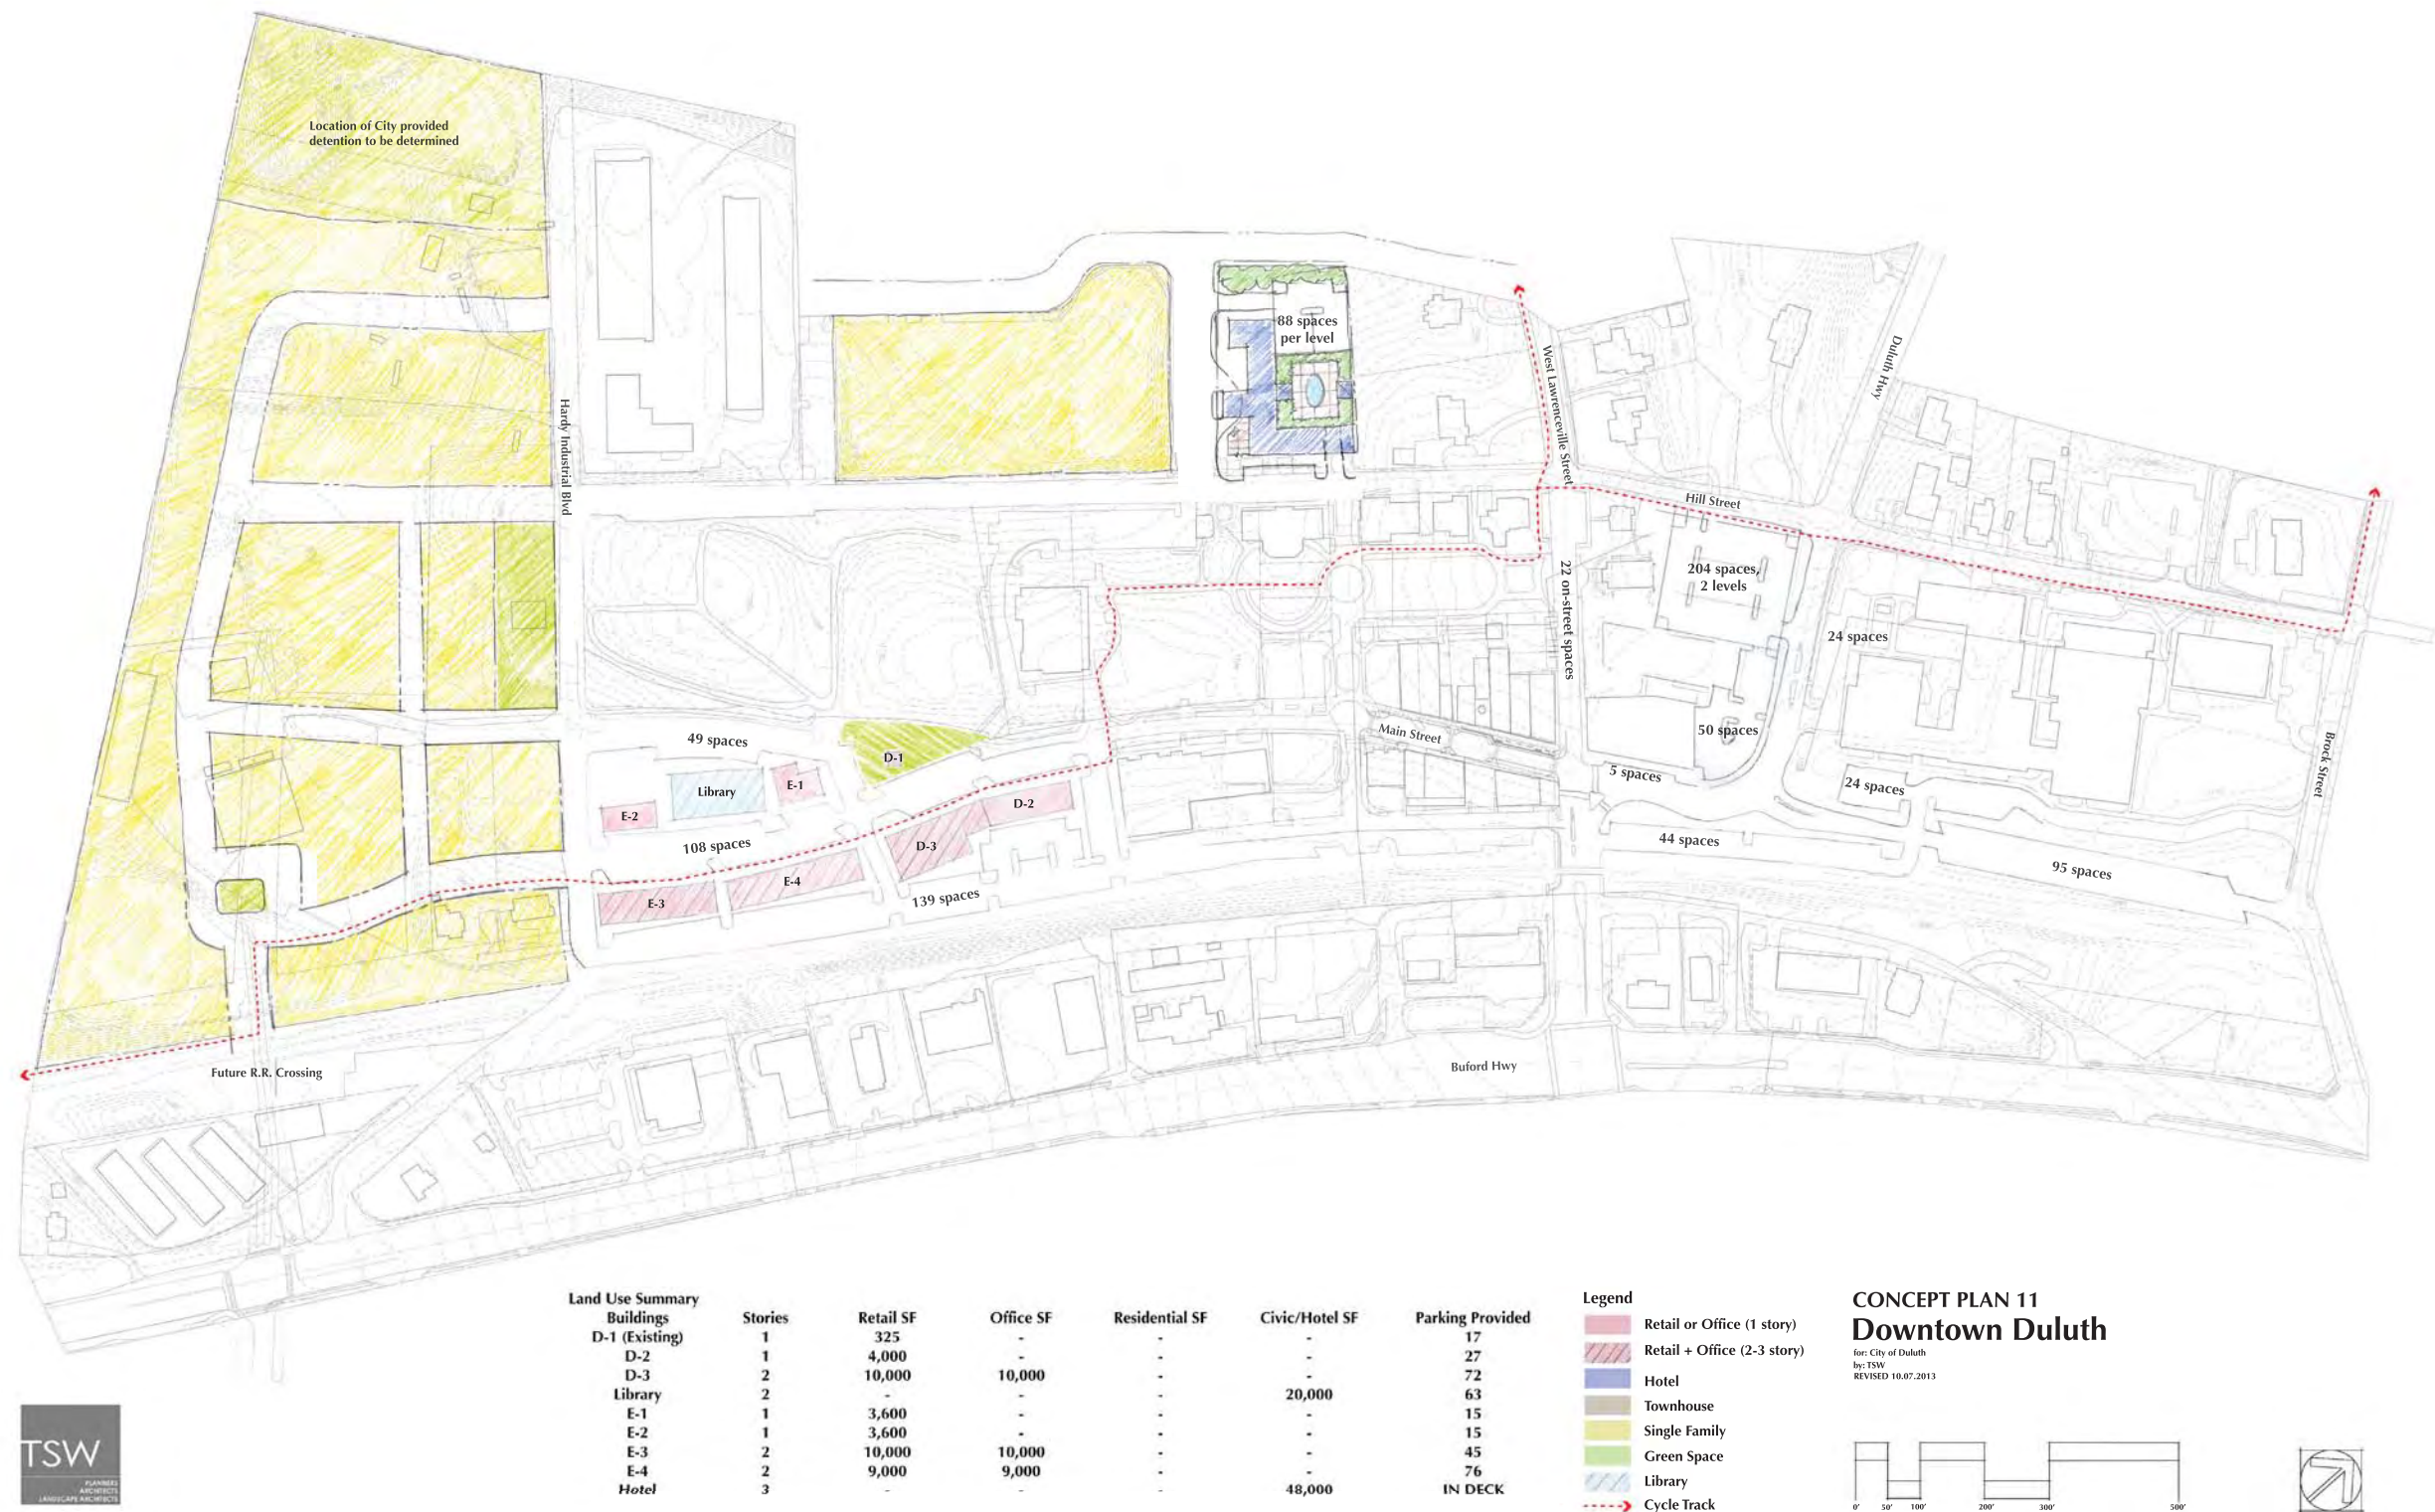 Location of City provided
detention to be determined
88 spaces
per level
West Lawrenceville Street
Duluth Hwy
Hardy Industrial Blvd
Hill Street
204 spaces,
2 levels
22 on-street spaces
24 spaces
49 spaces
Main Street
50 spaces
D-1
5 spaces
Brock Street
E-1
Library
24 spaces
D-2
E-2
44 spaces
108 spaces
D-3
95 spaces
E-4
139 spaces
E-3
Buford Hwy
Future R.R. Crossing
Land Use Summary
Buildings Stories Retail SF Office SF Residential SF Civic/Hotel SF Parking Provided
D-1 (Existing) 1 325 - - - 17
D-2 1 4,000 - - - 27
D-3 2 10,000 10,000 - - 72
Library 2 - - - 20,000 63
E-1 1 3,600 - - - 15
E-2 1 3,600 - - - 15
E-3 2 10,000 10,000 - - 45
E-4 2 9,000 9,000 - - 76
Hotel 3 - - - 48,000 IN DECK
Legend
Retail or Office (1 story)
Retail + Office (2-3 story)
Hotel
Townhouse
Single Family
Green Space
Library
Cycle Track
CONCEPT PLAN 11
Downtown Duluth
for: City of Duluth
by: TSW
REVISED 10.07.2013
0' 50' 100' 200' 300' 500'
TSW
PLANNERS
ARCHITECTS
LANDSCAPE ARCHITECTS